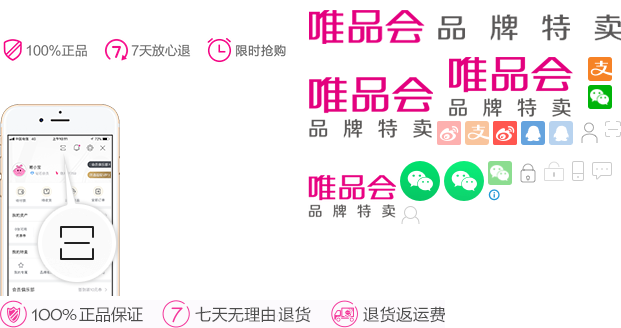 唯品会 品牌特卖
100%正品 7天放心退 限时抢购
唯品会
品牌特卖
唯品会
品牌特卖
唯品会
品牌特卖
100%正品保证 七天无理由退货 退货返运费